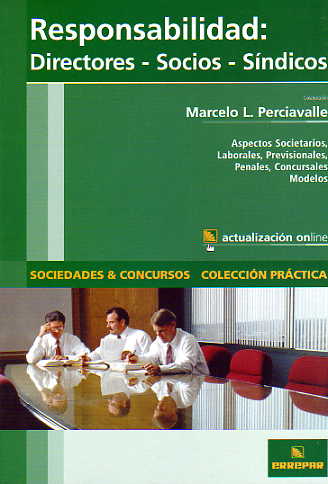 Responsabilidad:
Directores - Socios - Síndicos
Marcelo L. Perciavalle
Aspectos Societarios,
Laborales, Previsionales,
Penales, Concursales
Modelos
actualización online
SOCIEDADES & CONCURSOS COLECCIÓN PRÁCTICA
ERREPAR